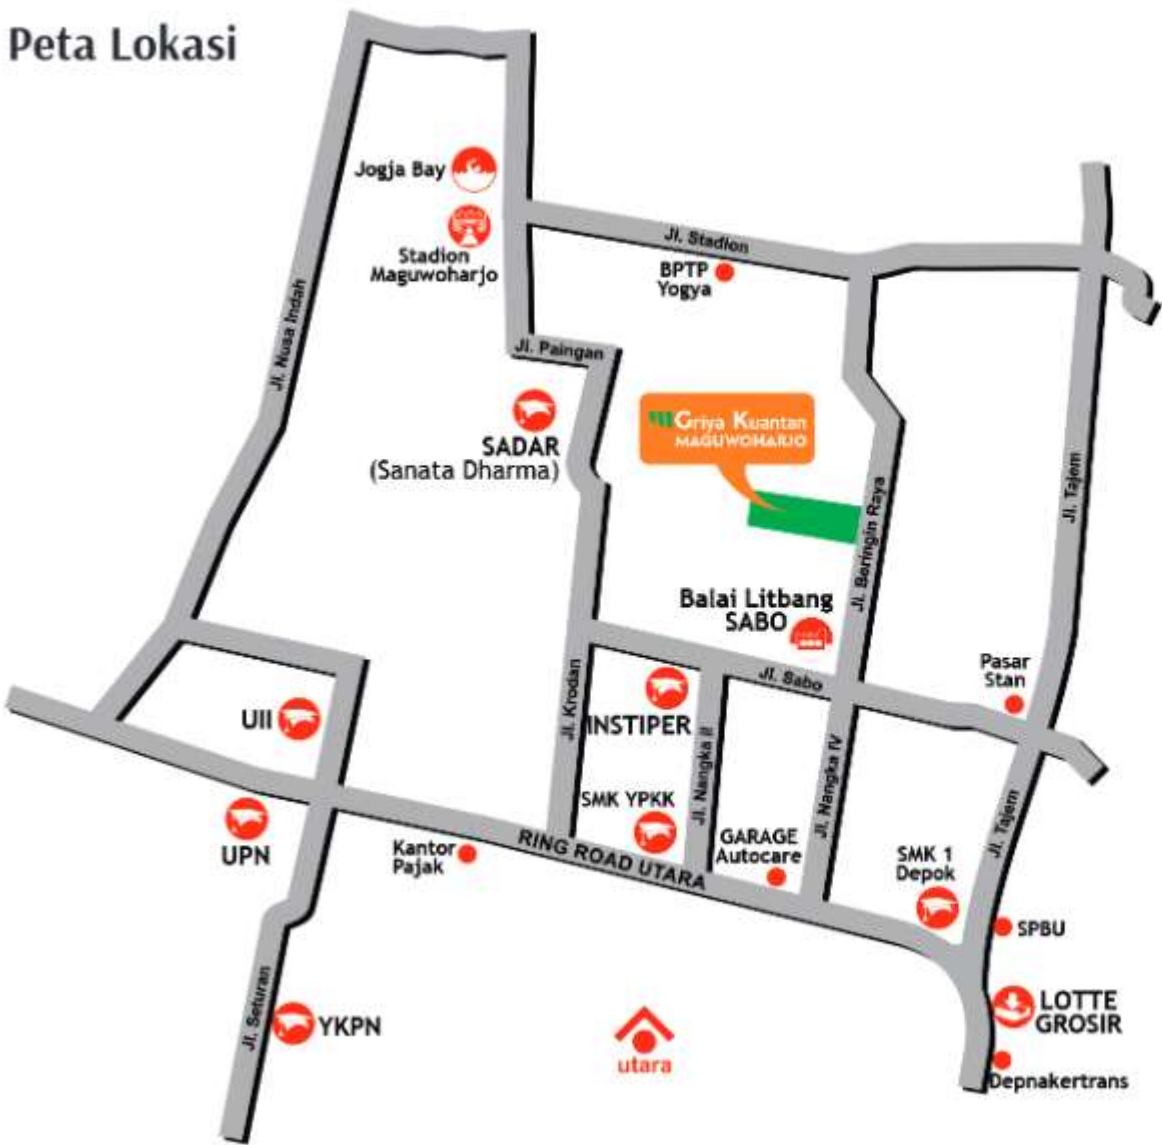 Peta Lokasi
Jogja Bay
Stadion
Maguwoharjo
Jl. Stadion
BPTP
Yogya
Jl. Nusa Indah
Jl. Paingan
SADAR
(Sanata Dharma)
Griya Kuantan
MAGUWOHARJO
Jl. Tajem
Jl. Beringin Raya
Balai Litbang
SABO
Pasar
Stan
Jl. Sabo
Jl. Krodan
UII
INSTIPER
Jl. Nangka II
Jl. Nangka IV
SMK YPKK
UPN
Kantor
Pajak
RING ROAD UTARA
GARAGE
Autocare
SMK 1
Depok
Jl. Tajem
SPBU
Jl. Seturan
YKPN
LOTTE
GROSIR
utara
Depnakertrans